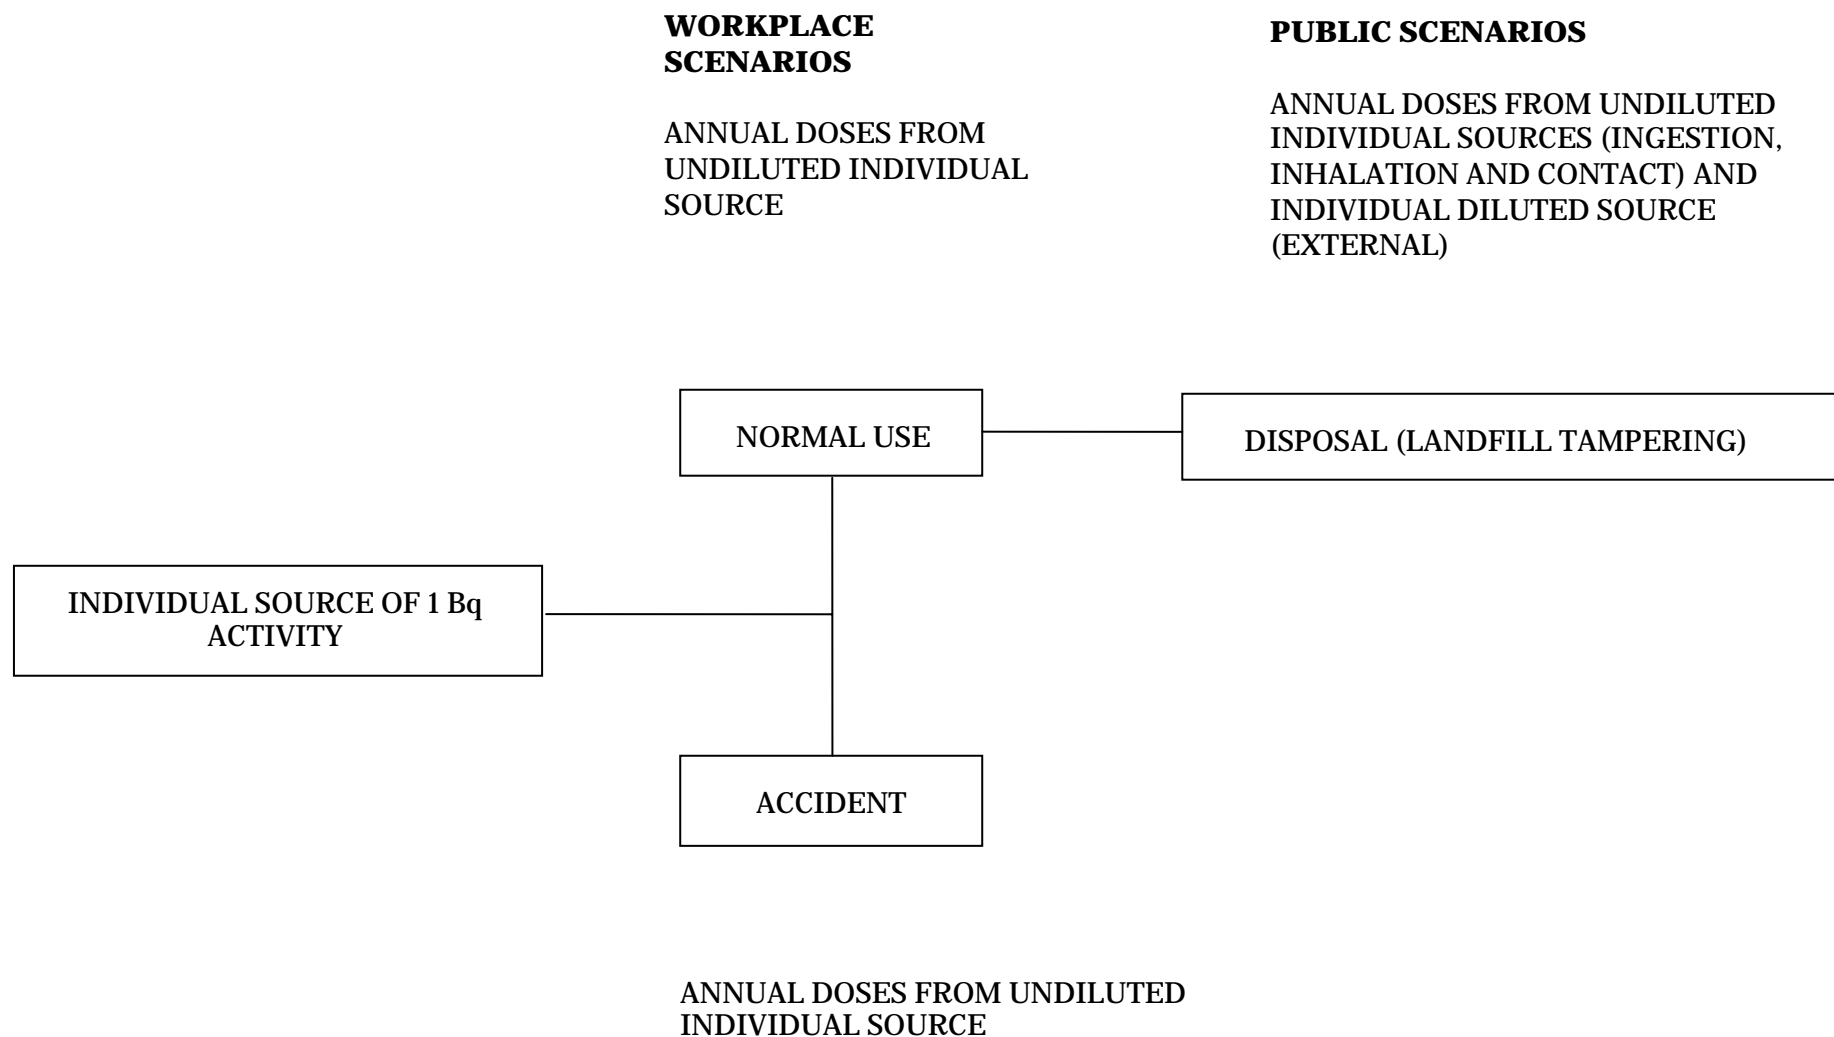 WORKPLACE
SCENARIOS
ANNUAL DOSES FROM
UNDILUTED INDIVIDUAL
SOURCE
PUBLIC SCENARIOS
ANNUAL DOSES FROM UNDILUTED
INDIVIDUAL SOURCES (INGESTION,
INHALATION AND CONTACT) AND
INDIVIDUAL DILUTED SOURCE
(EXTERNAL)
NORMAL USE
DISPOSAL (LANDFILL TAMPERING)
INDIVIDUAL SOURCE OF 1 Bq
ACTIVITY
ACCIDENT
ANNUAL DOSES FROM UNDILUTED
INDIVIDUAL SOURCE